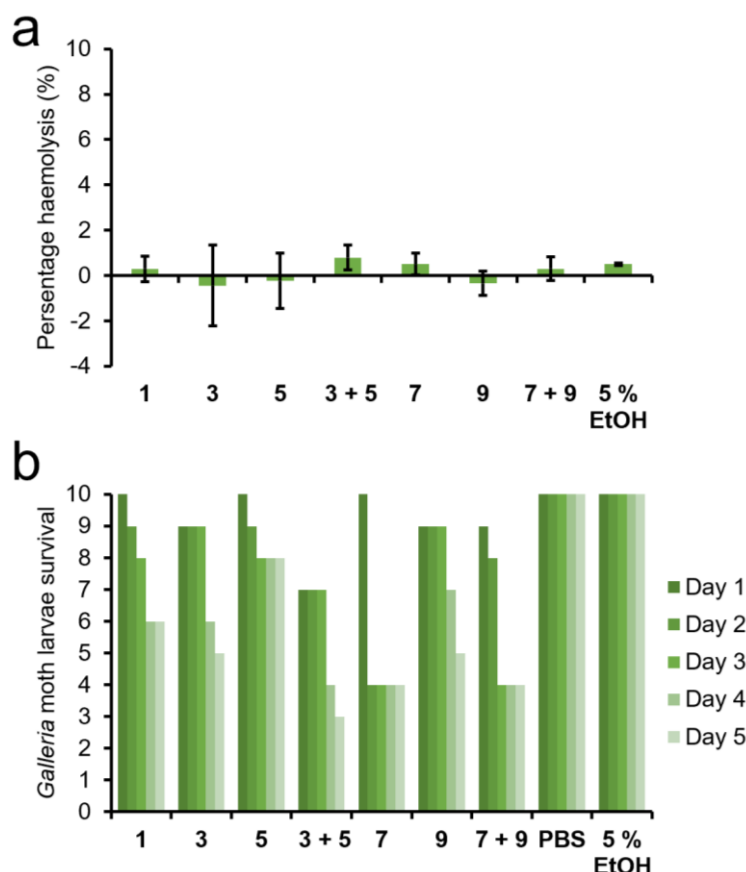 a
Persentage haemolysis (%)
10
8
6
4
2
0
-2
-4
1 3 5 3 + 5 7 9 7 + 9 5 %
EtOH
b
Galleria moth larvae survival
10
9
8
7
6
5
4
3
2
1
0
1 3 5 3 + 5 7 9 7 + 9 PBS 5 %
EtOH
Day 1
Day 2
Day 3
Day 4
Day 5